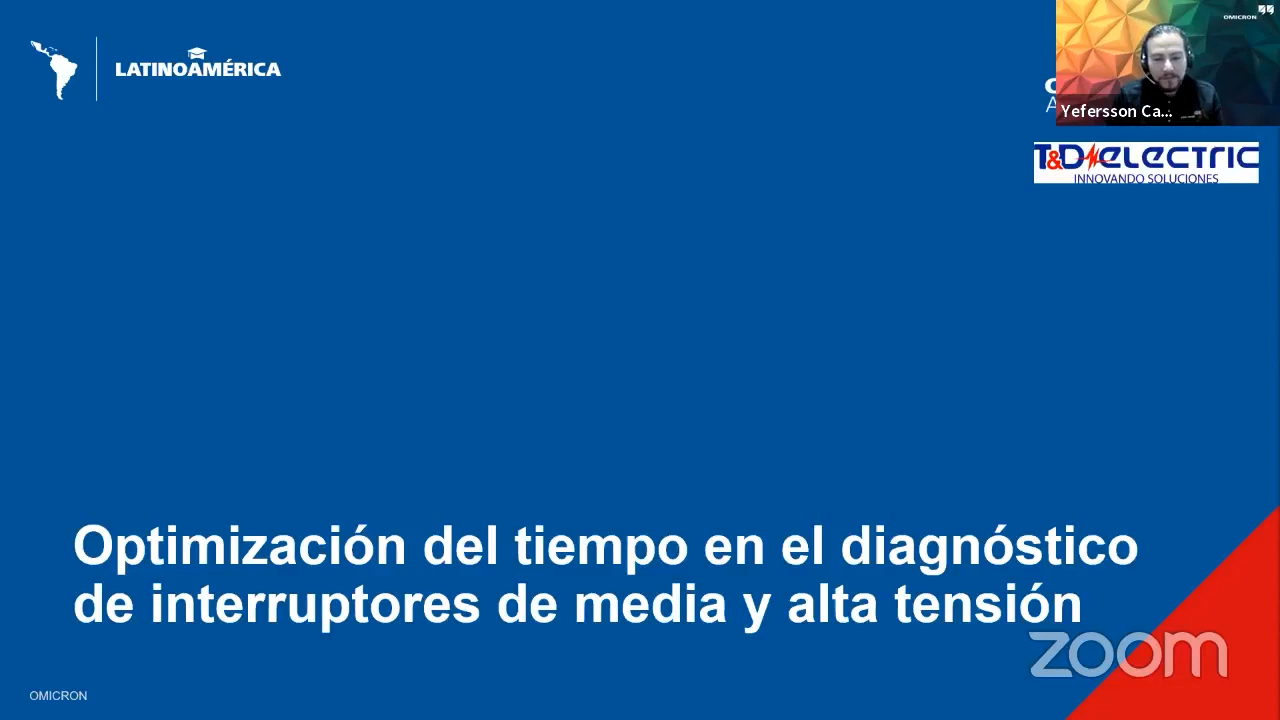 LATINOAMÉRICA
OMICRON
Yefersson Ca...
T&D ELECTRIC
INNOVANDO SOLUCIONES
Optimización del tiempo en el diagnóstico
de interruptores de media y alta tensión
zoom
OMICRON